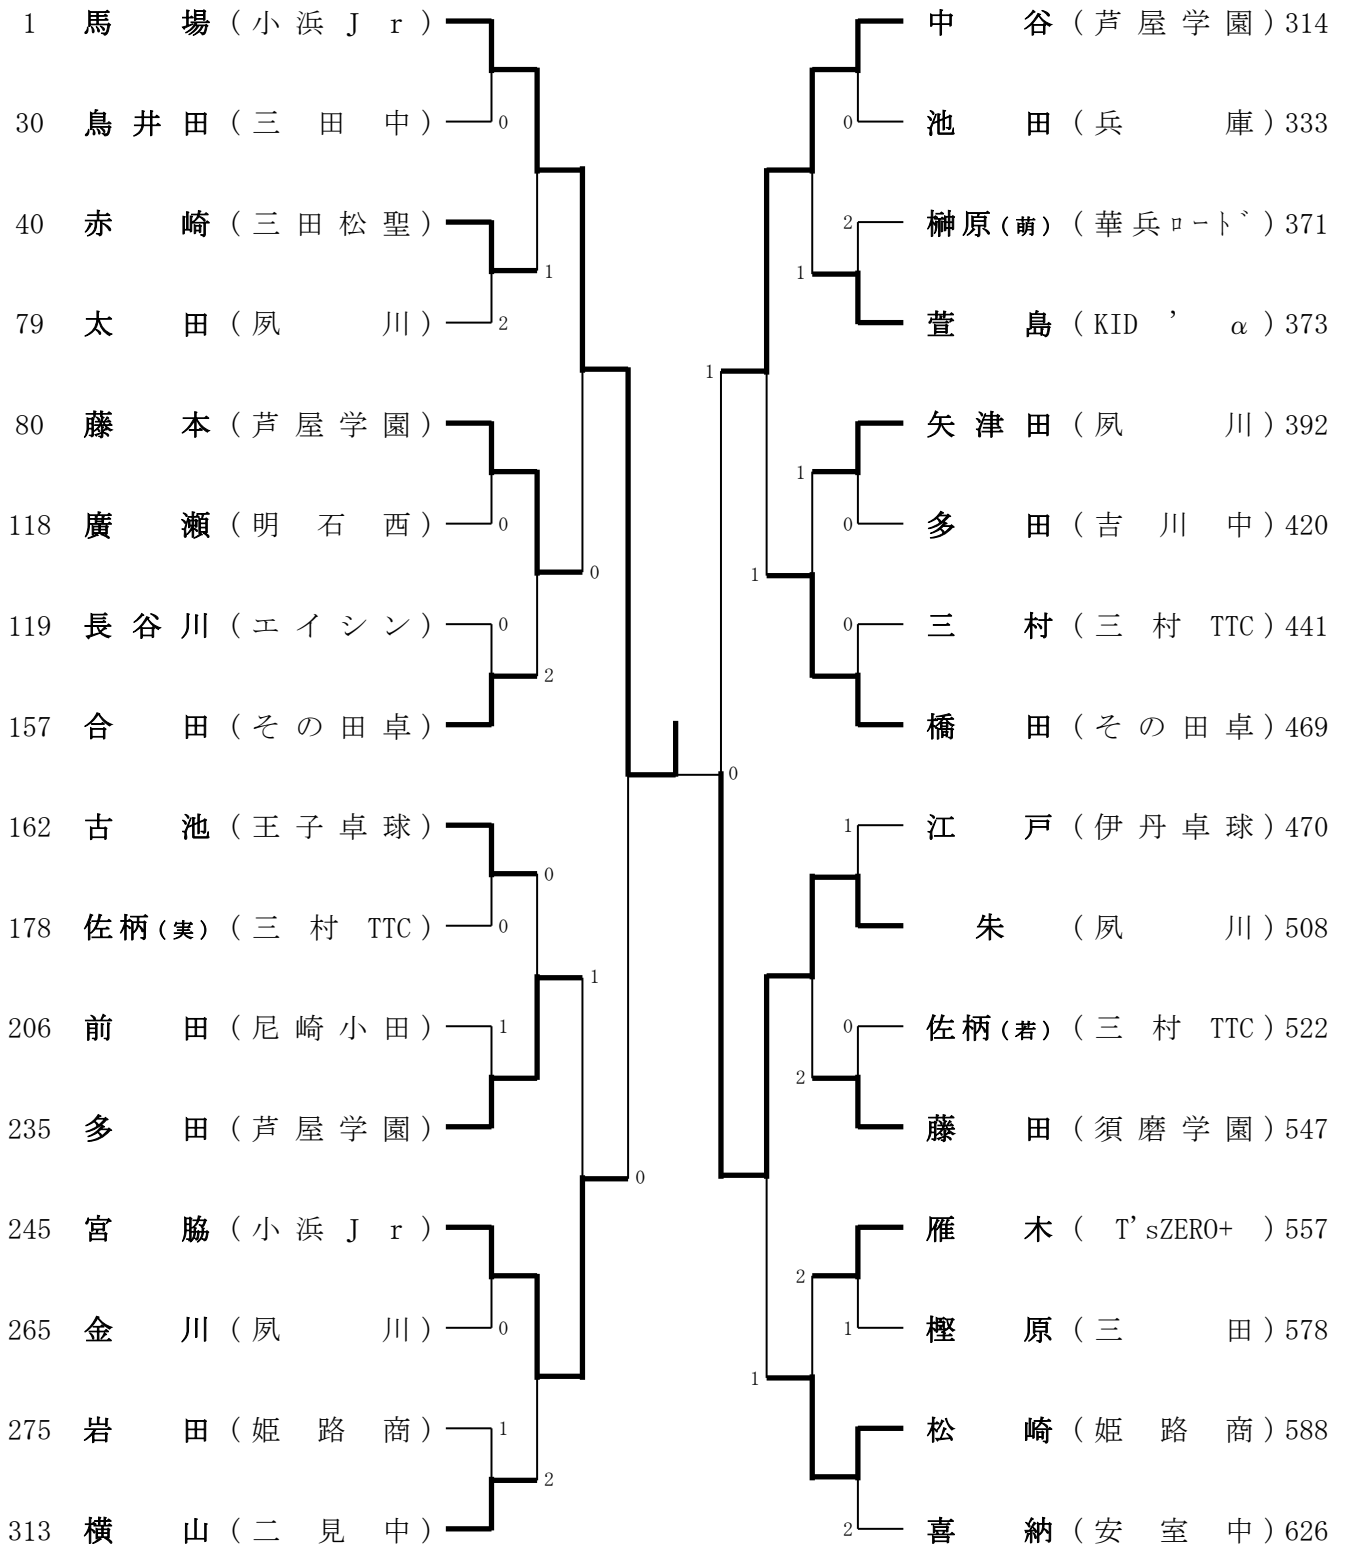 1 馬場(小浜Jr) 中谷(芦屋学園)314
30 鳥井田(三田中) 0 0 池田(兵庫)333
40 赤崎(三田松聖) 2 榊原(萌)(華兵ロード)371
1 1
79 太田(夙川) 2 萱島(KID'α)373
1
80 藤本(芦屋学園) 矢津田(夙川)392
1
118 廣瀬(明石西) 0 0 多田(吉川中)420
0 1
119 長谷川(エイシン) 0 0 三村(三村TTC)441
2
157 合田(その田卓) 橋田(その田卓)469
0
162 古池(王子卓球) 1 江戸(伊丹卓球)470
0
178 佐柄(実)(三村TTC) 0 朱(夙川)508
1
206 前田(尼崎小田) 1 0 佐柄(若)(三村TTC)522
2
235 多田(芦屋学園) 藤田(須磨学園)547
0
245 宮脇(小浜Jr) 雁木(T'sZERO+)557
2
265 金川(夙川) 0 1 樫原(三田)578
1
275 岩田(姫路商) 1 松崎(姫路商)588
2
313 横山(二見中) 2 喜納(安室中)626